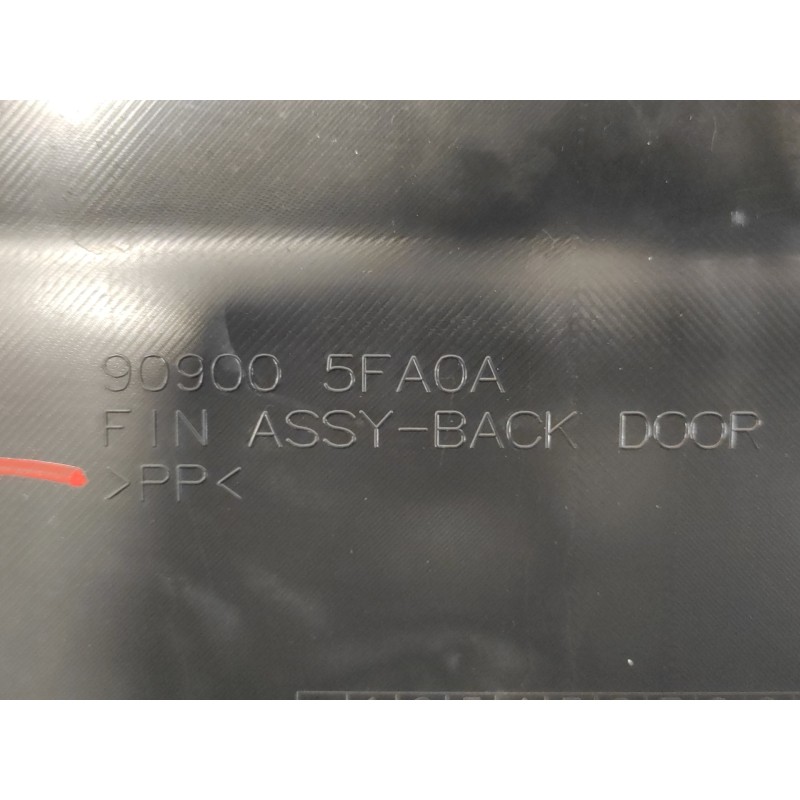 90900 5FA0A
FIN ASSY-BACK DOOR
>PP<